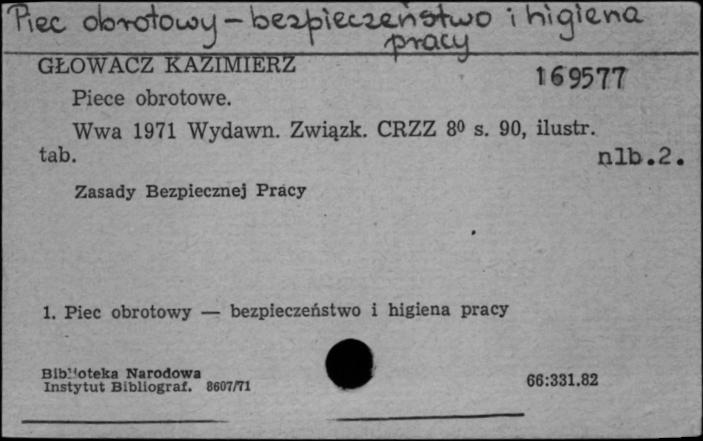 Piec obrotowy – bezpieczeństwo i higiena
pracy
GŁOWACZ KAZIMIERZ
169577
Piece obrotowe.
Wwa 1971 Wydawn. Związk. CRZZ 8⁰ s. 90, ilustr.
tab.
nlb.2.
Zasady Bezpiecznej Pracy
1. Piec obrotowy — bezpieczeństwo i higiena pracy
Biblioteka Narodowa
Instytut Bibliograf. 8607/71
66:331.82